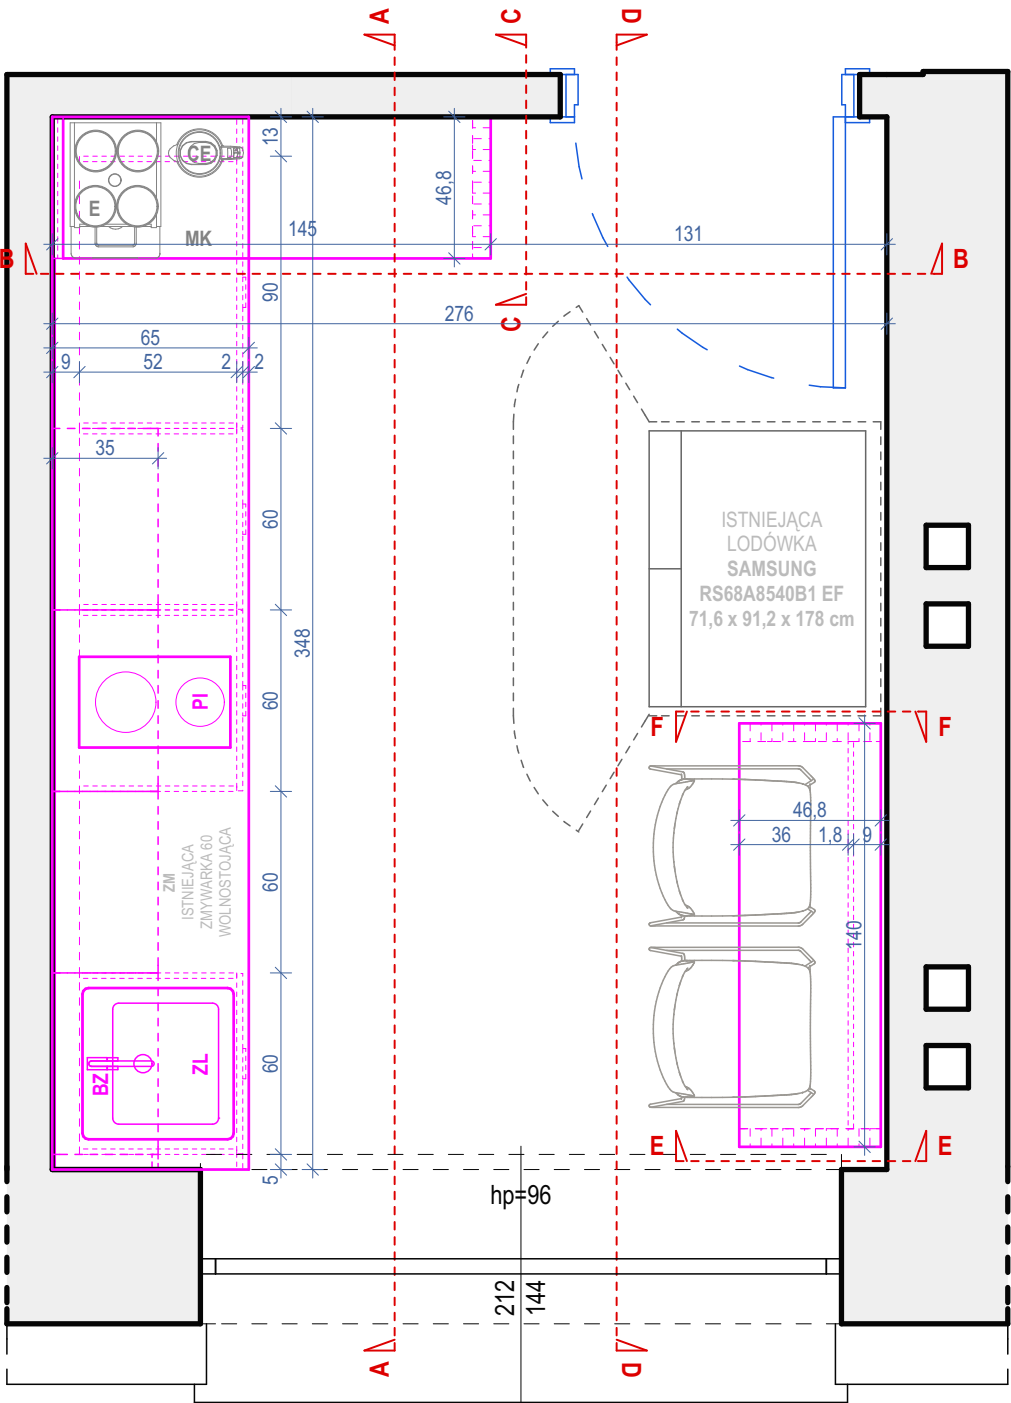 A
C
D
13
CE
E
MK
46,8
145
131
B
B
90
276
C
65
9
52
2
2
35
ISTNIEJĄCA
LODÓWKA
SAMSUNG
RS68A8540B1 EF
71,6 x 91,2 x 178 cm
60
348
60
PI
F
F
46,8
36
1,8
9
ZM
ISTNIEJĄCA
ZMYWARKA 60
WOLNOSTOJĄCA
60
140
60
BZ
ZL
E
E
5
hp=96
212
144
A
D